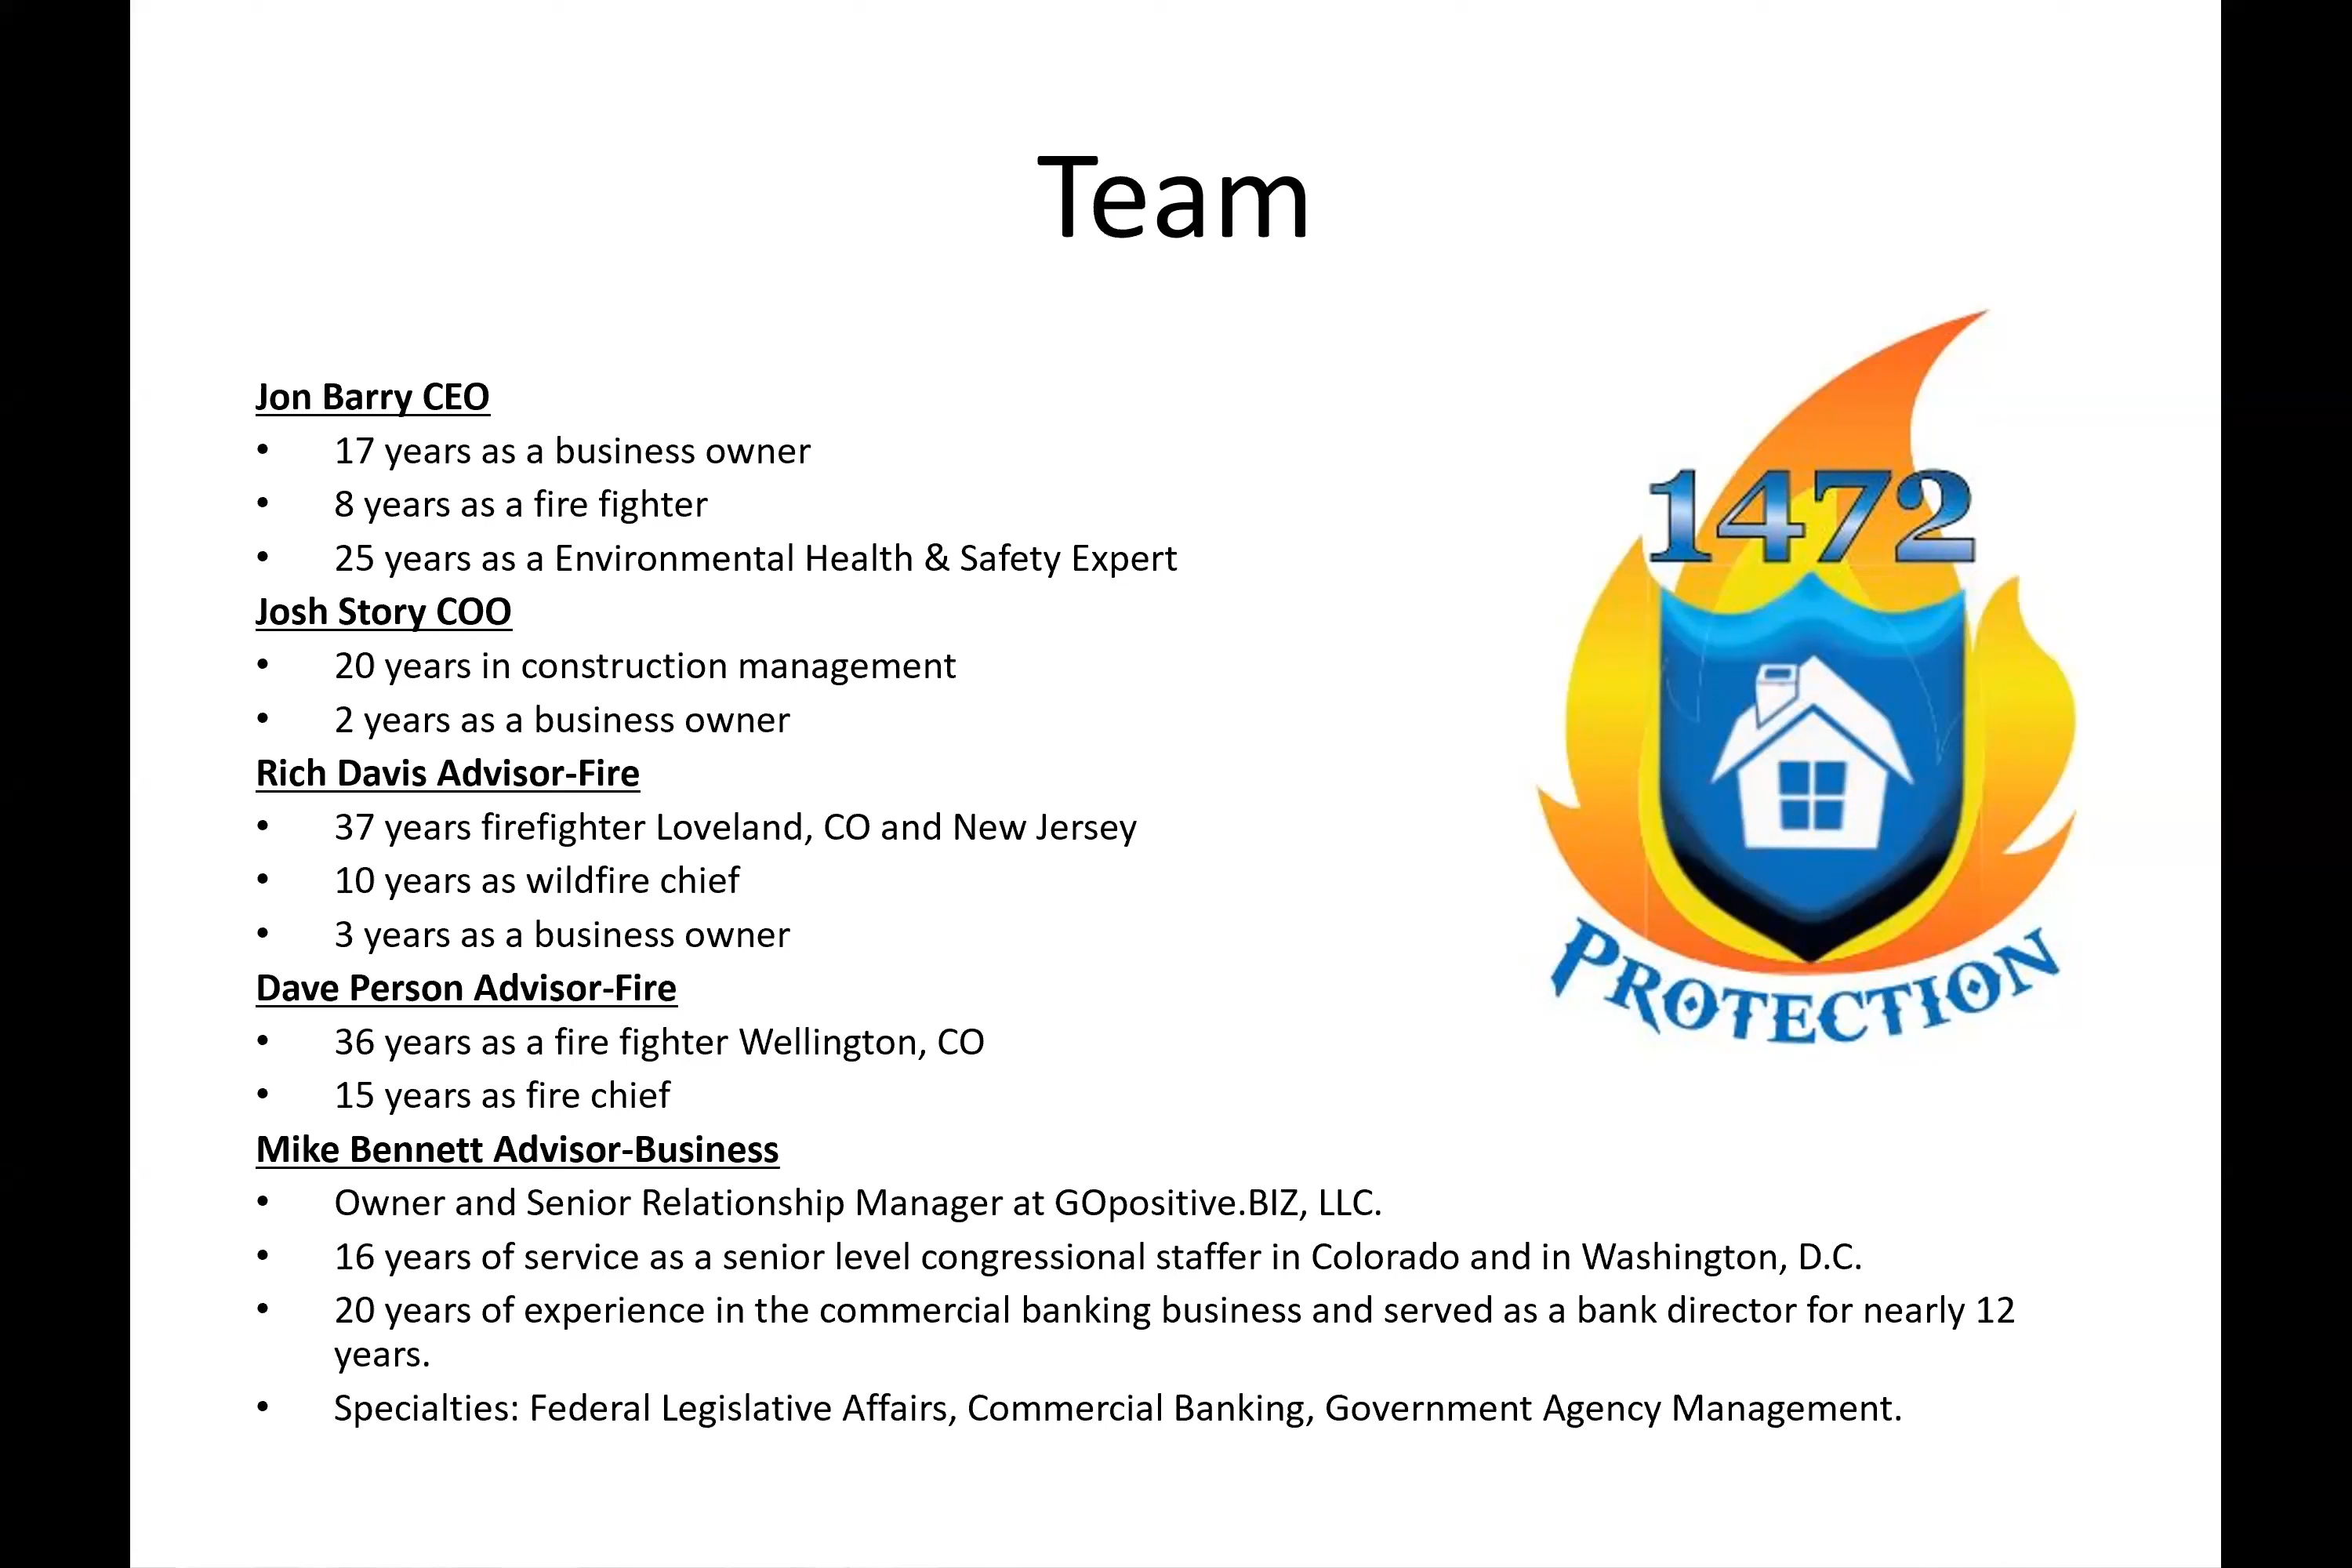 Team
Jon Barry CEO
• 17 years as a business owner
• 8 years as a fire fighter
• 25 years as a Environmental Health & Safety Expert
Josh Story COO
• 20 years in construction management
• 2 years as a business owner
Rich Davis Advisor-Fire
• 37 years firefighter Loveland, CO and New Jersey
• 10 years as wildfire chief
• 3 years as a business owner
Dave Person Advisor-Fire
• 36 years as a fire fighter Wellington, CO
• 15 years as fire chief
Mike Bennett Advisor-Business
• Owner and Senior Relationship Manager at GOpositive.BIZ, LLC.
• 16 years of service as a senior level congressional staffer in Colorado and in Washington, D.C.
• 20 years of experience in the commercial banking business and served as a bank director for nearly 12
years.
• Specialties: Federal Legislative Affairs, Commercial Banking, Government Agency Management.
1472
PROTECTION